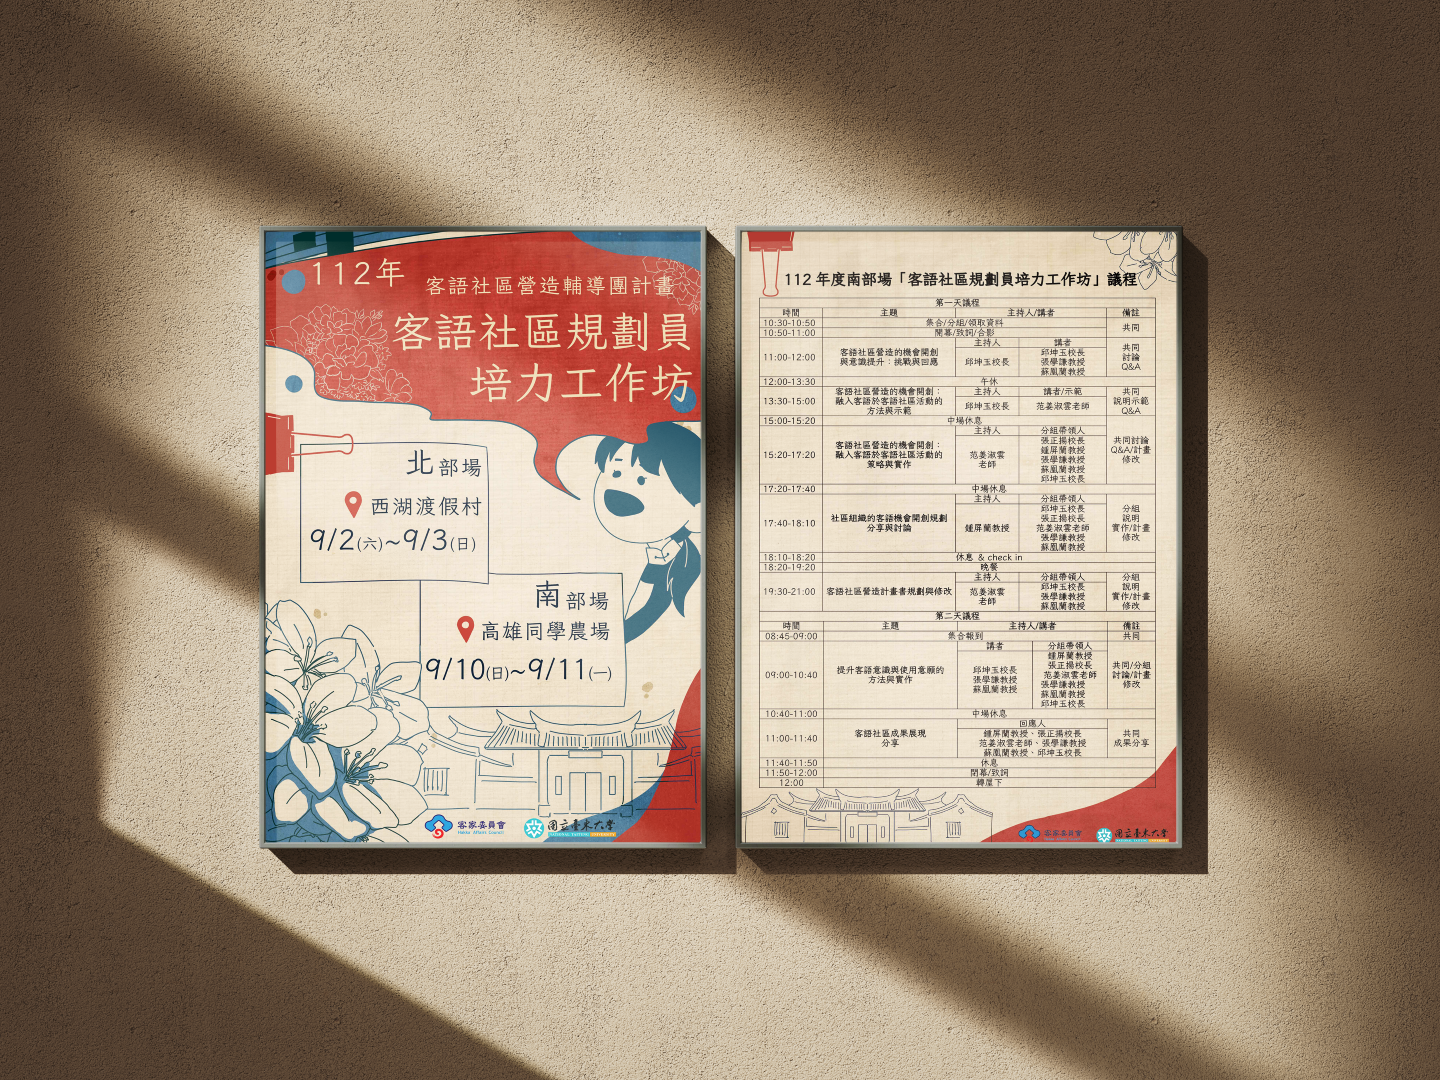 112年
客語社區營造輔導團計畫
客語社區規劃員
培力工作坊
北部場
西湖渡假村
9/2(六)~9/3(日)
南部場
高雄同學農場
9/10(日)~9/11(一)
客家委員會
Hakka Affairs Council
國立臺東大學
NATIONAL TAITUNG UNIVERSITY
112 年度南部場「客語社區規劃員培力工作坊」議程
第一天議程
時間 主題 主持人/講者 備註
10:30-10:50 集合/分組/領取資料 共同
10:50-11:00 開幕/致詞/合影
11:00-12:00 客語社區營造的機會開創
與意識提升：挑戰與回應
主持人 講者
邱坤玉校長
邱坤玉校長
張學謙教授
蘇凰蘭教授
共同
討論
Q&A
12:00-13:30 午休
13:30-15:00 客語社區營造的機會開創：
融入客語於客語社區活動的
方法與示範
主持人 講者/示範
邱坤玉校長 范姜淑雲老師
共同
說明示範
Q&A
15:00-15:20 中場休息
15:20-17:20 客語社區營造的機會開創：
融入客語於客語社區活動的
策略與實作
主持人 分組帶領人
范姜淑雲
老師
張正揚校長
鍾屏蘭教授
張學謙教授
蘇凰蘭教授
邱坤玉校長
共同討論
Q&A/計畫
修改
17:20-17:40 中場休息
17:40-18:10 社區組織的客語機會開創規劃
分享與討論
主持人 分組帶領人
鍾屏蘭教授
邱坤玉校長
張正揚校長
范姜淑雲老師
張學謙教授
蘇凰蘭教授
分組
說明
實作/計畫
修改
18:10-18:20 休息 & check in
18:20-19:20 晚餐
19:30-21:00 客語社區營造計畫書規劃與修改
主持人 分組帶領人
范姜淑雲
老師
邱坤玉校長
張學謙教授
蘇凰蘭教授
分組
說明
實作/計畫
修改
第二天議程
時間 主題 主持人/講者 備註
08:45-09:00 集合報到 共同
09:00-10:40 提升客語意識與使用意願的
方法與實作
講者 分組帶領人
邱坤玉校長
張學謙教授
蘇凰蘭教授
鍾屏蘭教授
張正揚校長
范姜淑雲老師
張學謙教授
蘇凰蘭教授
邱坤玉校長
共同/分組
討論/計畫
修改
10:40-11:00 中場休息
11:00-11:40 客語社區成果展現
分享
回應人
鍾屏蘭教授、張正揚校長
范姜淑雲老師、張學謙教授
蘇凰蘭教授、邱坤玉校長
共同
成果分享
11:40-11:50 休息
11:50-12:00 閉幕/致詞
12:00 轉屋下
客家委員會
Hakka Affairs Council
國立臺東大學